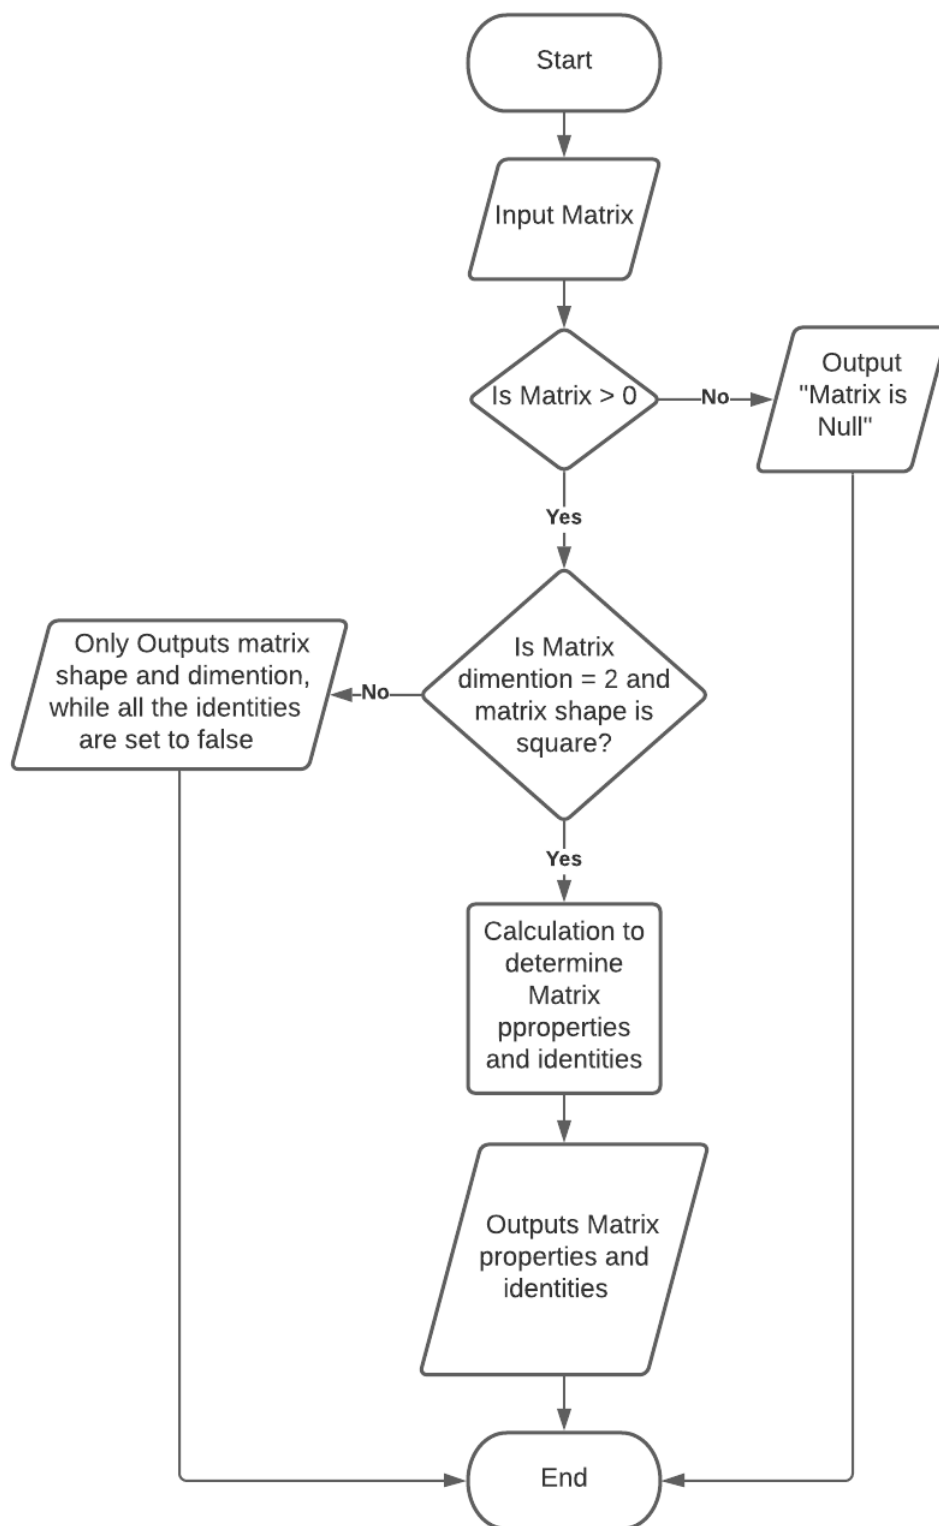 Start
Input Matrix
Is Matrix > 0
No
Output
"Matrix is
Null"
Yes
Is Matrix
dimention = 2 and
matrix shape is
square?
No
Only Outputs matrix
shape and dimention,
while all the identities
are set to false
Yes
Calculation to
determine
Matrix
pproperties
and identities
Outputs Matrix
properties and
identities
End